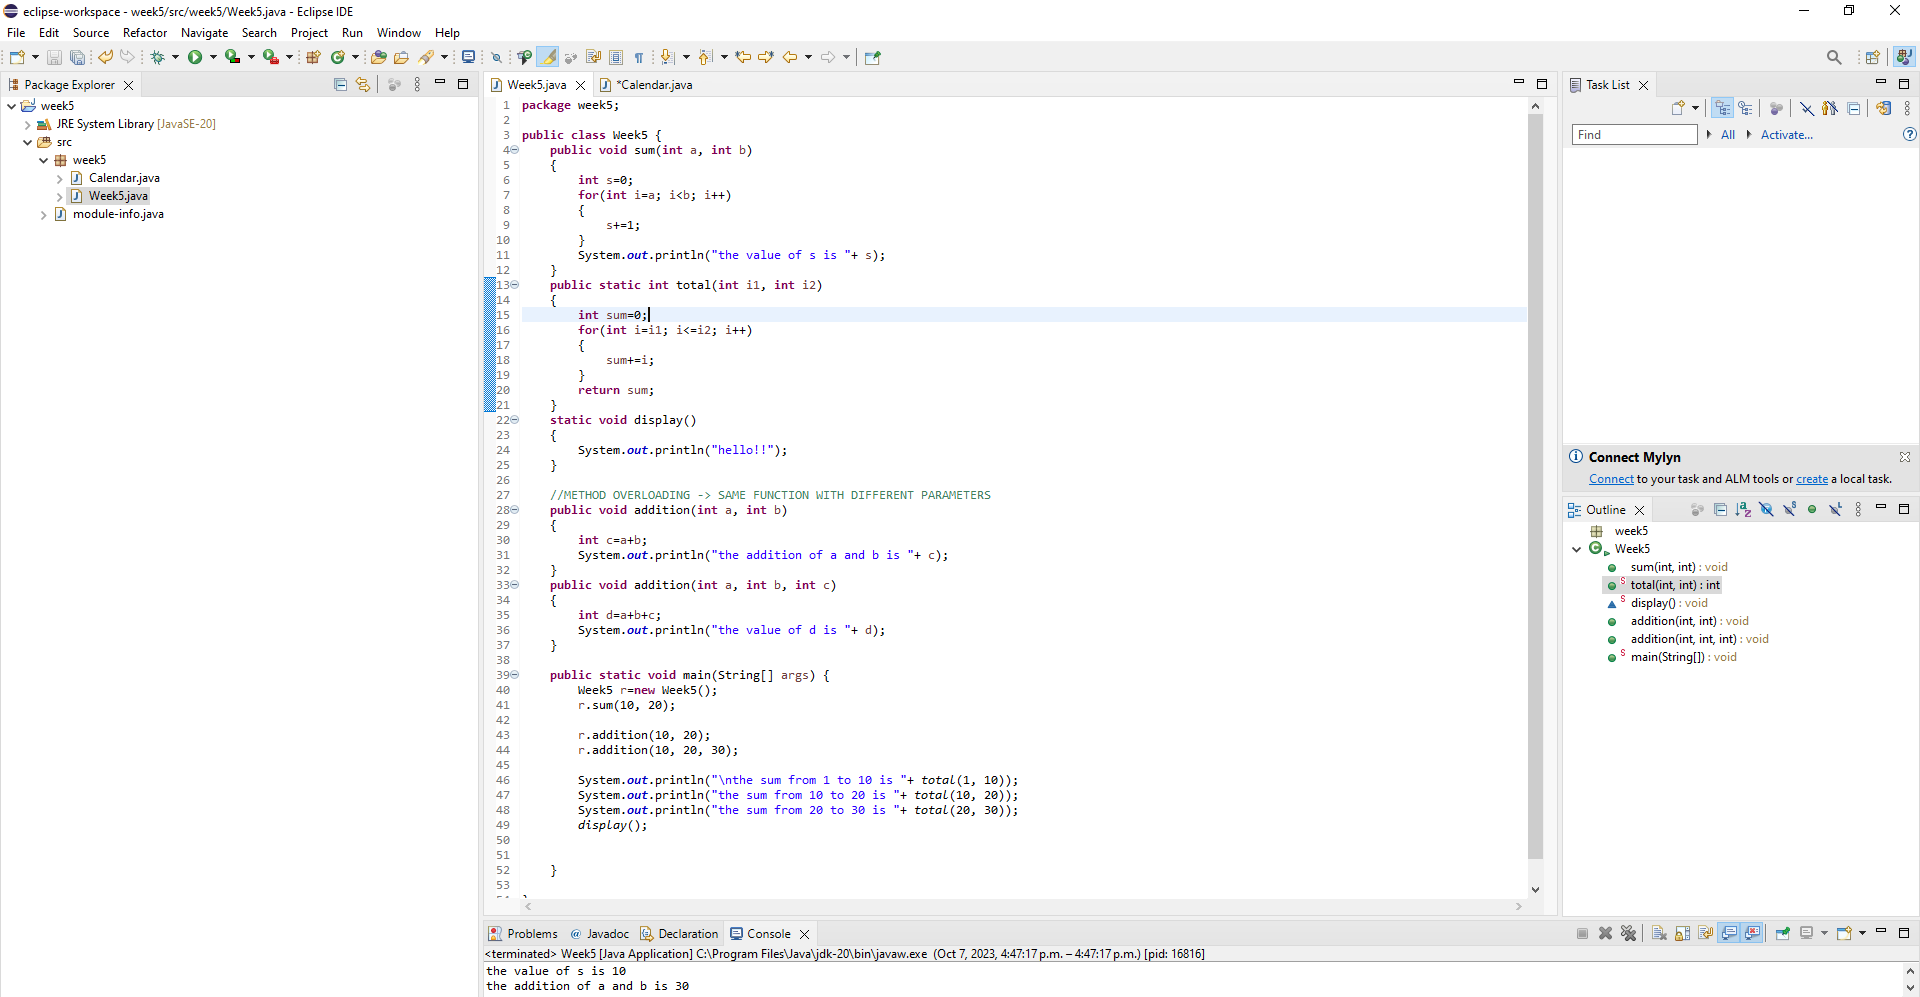 eclipse-workspace - week5/src/week5/Week5.java - Eclipse IDE
File Edit Source Refactor Navigate Search Project Run Window Help
Package Explorer
week5
JRE System Library [JavaSE-20]
src
week5
Calendar.java
Week5.java
module-info.java
Week5.java *Calendar.java
1 package week5;
2
3 public class Week5 {
4 public void sum(int a, int b)
5 {
6 int s=0;
7 for(int i=a; i<b; i++)
8 {
9 s+=1;
10 }
11 System.out.println("the value of s is "+ s);
12 }
13 public static int total(int i1, int i2)
14 {
15 int sum=0;
16 for(int i=i1; i<=i2; i++)
17 {
18 sum+=i;
19 }
20 return sum;
21 }
22 static void display()
23 {
24 System.out.println("hello!!");
25 }
26
27 //METHOD OVERLOADING -> SAME FUNCTION WITH DIFFERENT PARAMETERS
28 public void addition(int a, int b)
29 {
30 int c=a+b;
31 System.out.println("the addition of a and b is "+ c);
32 }
33 public void addition(int a, int b, int c)
34 {
35 int d=a+b+c;
36 System.out.println("the value of d is "+ d);
37 }
38
39 public static void main(String[] args) {
40 Week5 r=new Week5();
41 r.sum(10, 20);
42
43 r.addition(10, 20);
44 r.addition(10, 20, 30);
45
46 System.out.println("\nthe sum from 1 to 10 is "+ total(1, 10));
47 System.out.println("the sum from 10 to 20 is "+ total(10, 20));
48 System.out.println("the sum from 20 to 30 is "+ total(20, 30));
49 display();
50
51
52 }
53
Task List
Find All Activate...
Connect Mylyn
Connect to your task and ALM tools or create a local task.
Outline
week5
Week5
sum(int, int) : void
total(int, int) : int
display() : void
addition(int, int) : void
addition(int, int, int) : void
main(String[]) : void
Problems Javadoc Declaration Console
<terminated> Week5 [Java Application] C:\Program Files\Java\jdk-20\bin\javaw.exe (Oct 7, 2023, 4:47:17 p.m. – 4:47:17 p.m.) [pid: 16816]
the value of s is 10
the addition of a and b is 30